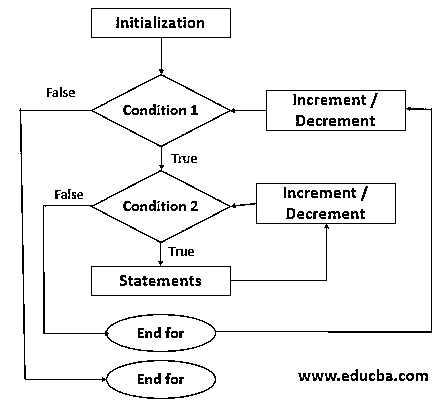 Initialization
False
Condition 1
Increment /
Decrement
True
False
Condition 2
Increment /
Decrement
True
Statements
End for
End for
www.educba.com